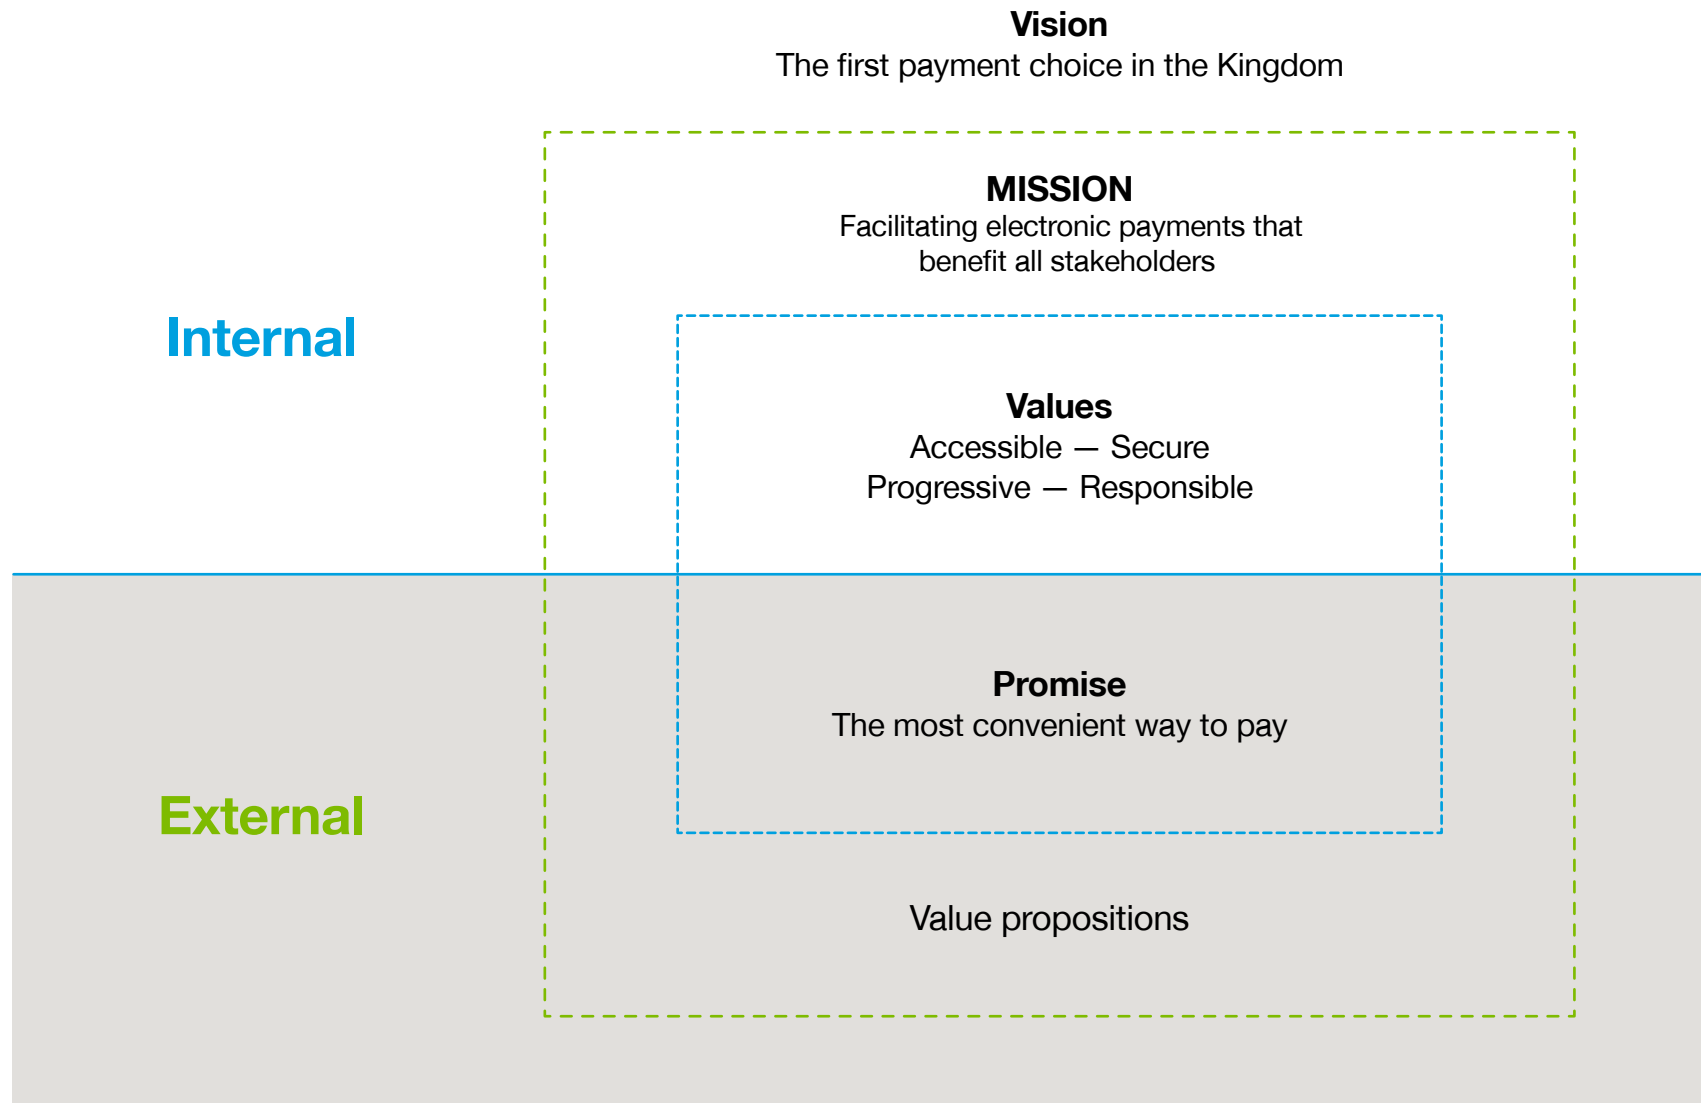 Vision
The first payment choice in the Kingdom
MISSION
Facilitating electronic payments that
benefit all stakeholders
Internal
Values
Accessible — Secure
Progressive — Responsible
Promise
The most convenient way to pay
External
Value propositions